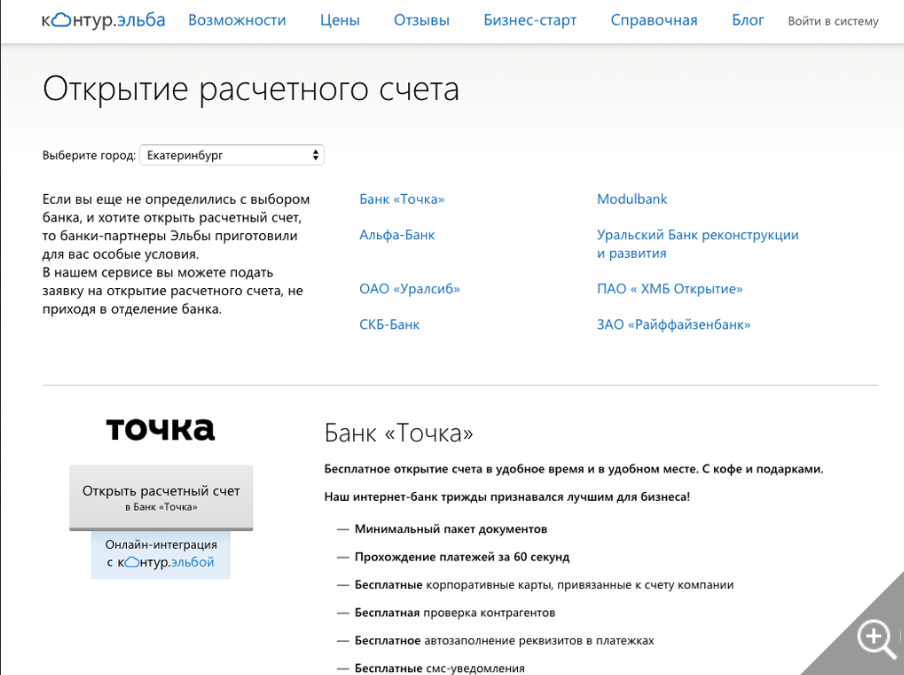 контур.эльба Возможности Цены Отзывы Бизнес-старт Справочная Блог Войти в систему
Открытие расчетного счета
Выберите город: Екатеринбург
Если вы еще не определились с выбором
банка, и хотите открыть расчетный счет,
то банки-партнеры Эльбы приготовили
для вас особые условия.
В нашем сервисе вы можете подать
заявку на открытие расчетного счета, не
приходя в отделение банка.
Банк «Точка»
Modulbank
Альфа-Банк
Уральский Банк реконструкции
и развития
ОАО «Уралсиб»
ПАО « ХМБ Открытие»
СКБ-Банк
ЗАО «Райффайзенбанк»
точка
Открыть расчетный счет
в Банк «Точка»
Онлайн-интеграция
с контур.эльбой
Банк «Точка»
Бесплатное открытие счета в удобное время и в удобном месте. С кофе и подарками.
Наш интернет-банк трижды признавался лучшим для бизнеса!
— Минимальный пакет документов
— Прохождение платежей за 60 секунд
— Бесплатные корпоративные карты, привязанные к счету компании
— Бесплатная проверка контрагентов
— Бесплатное автозаполнение реквизитов в платежках
— Бесплатные смс-уведомления